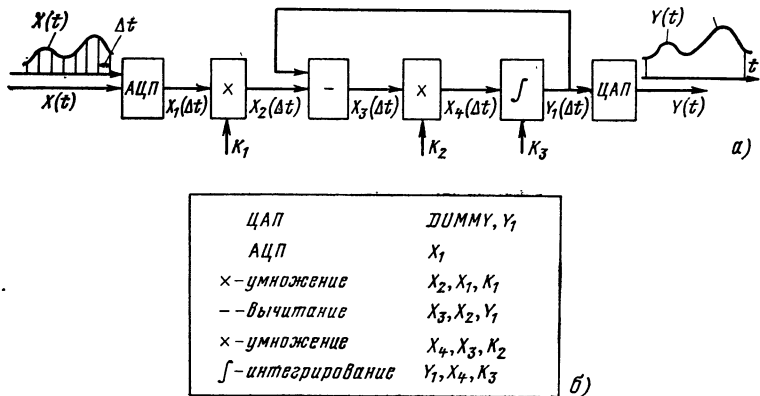 X(t)
Δt
X(t)
АЦП
X₁(Δt)
×
K₁
X₂(Δt)
-
X₃(Δt)
×
K₂
X₄(Δt)
∫
K₃
Y₁(Δt)
ЦАП
Y(t)
t
Y(t)
а)
ЦАП DUMMY, Y₁
АЦП X₁
×-умножение X₂, X₁, K₁
--вычитание X₃, X₂, Y₁
×-умножение X₄, X₃, K₂
∫-интегрирование Y₁, X₄, K₃
б)